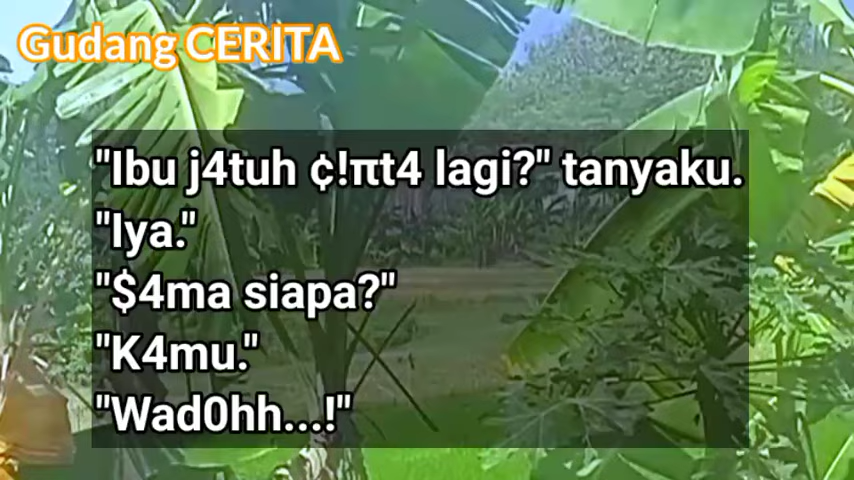 Gudang CERITA
"Ibu j4tuh ¢!πt4 lagi?" tanyaku.
"Iya."
"$4ma siapa?"
"K4mu."
"Wad0hh...!"